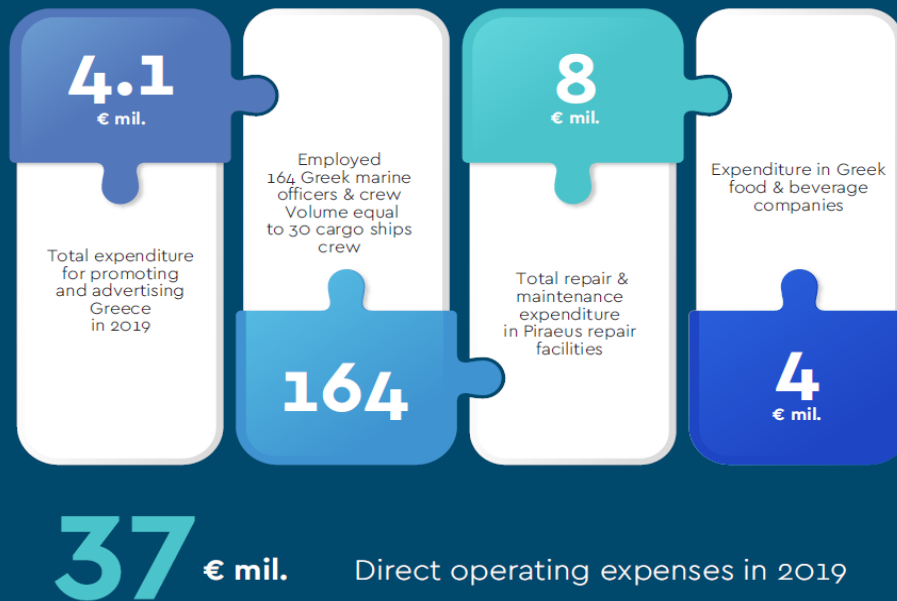 4.1
€ mil.
Total expenditure
for promoting
and advertising
Greece
in 2019
Employed
164 Greek marine
officers & crew
Volume equal
to 30 cargo ships
crew
164
8
€ mil.
Total repair &
maintenance
expenditure
in Piraeus repair
facilities
Expenditure in Greek
food & beverage
companies
4
€ mil.
37 € mil. Direct operating expenses in 2019